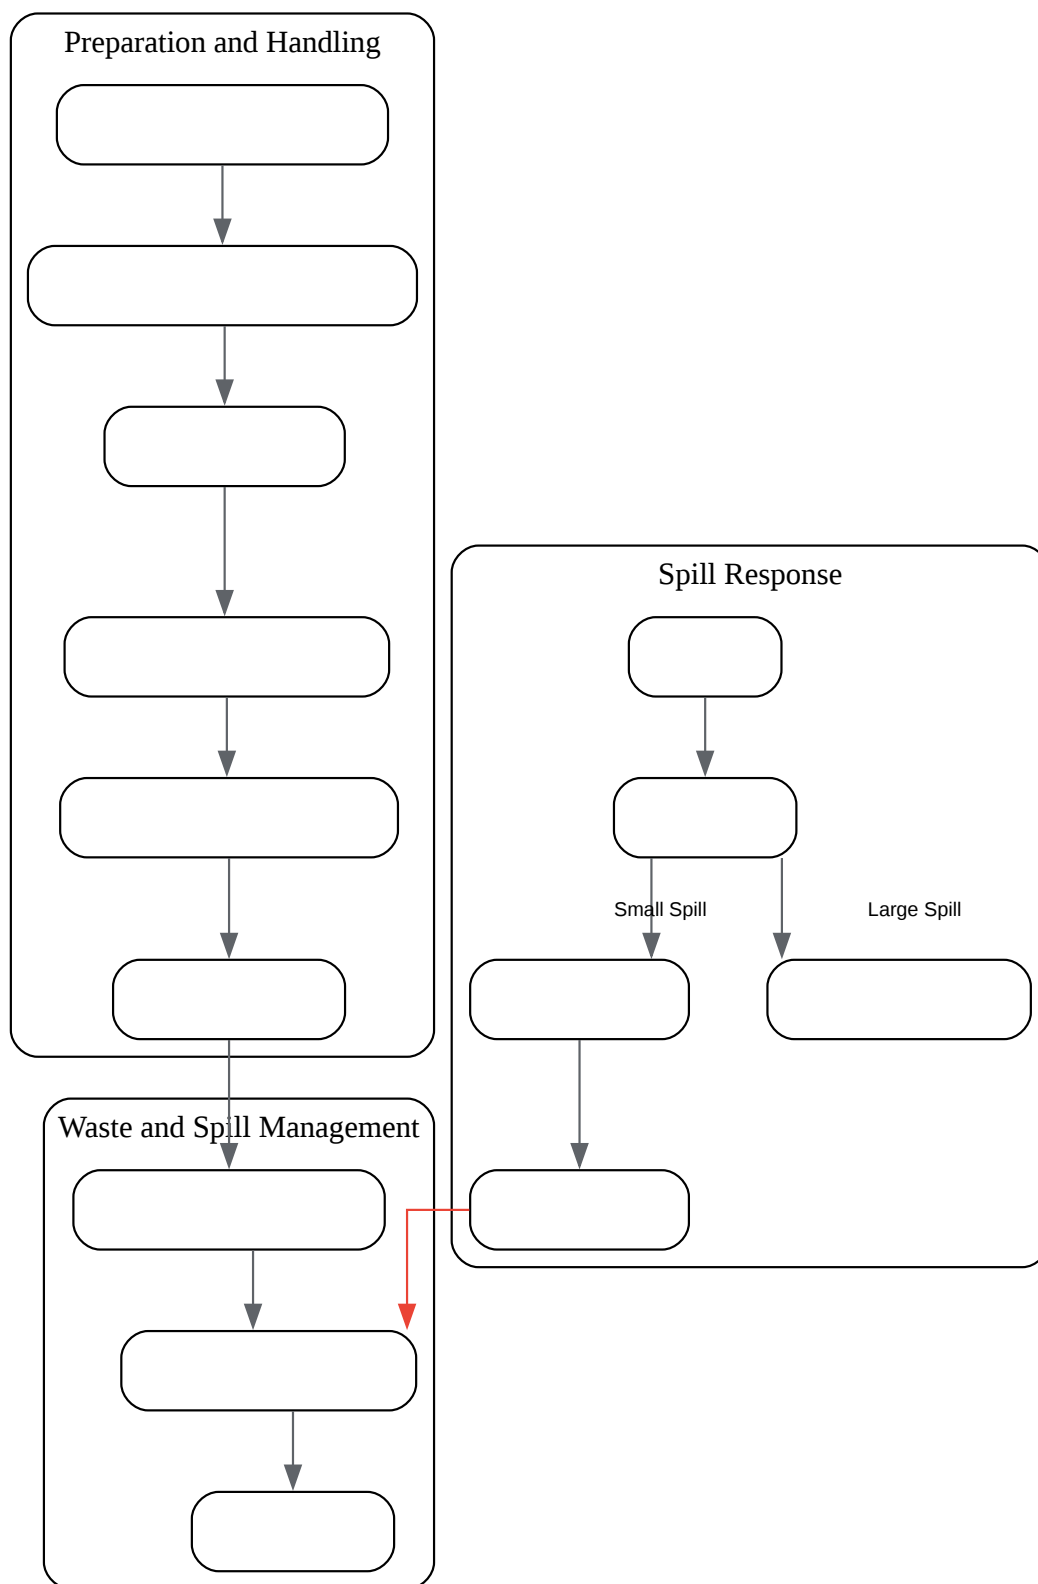 Preparation and Handling
Spill Response
Small Spill
Large Spill
Waste and Spill Management